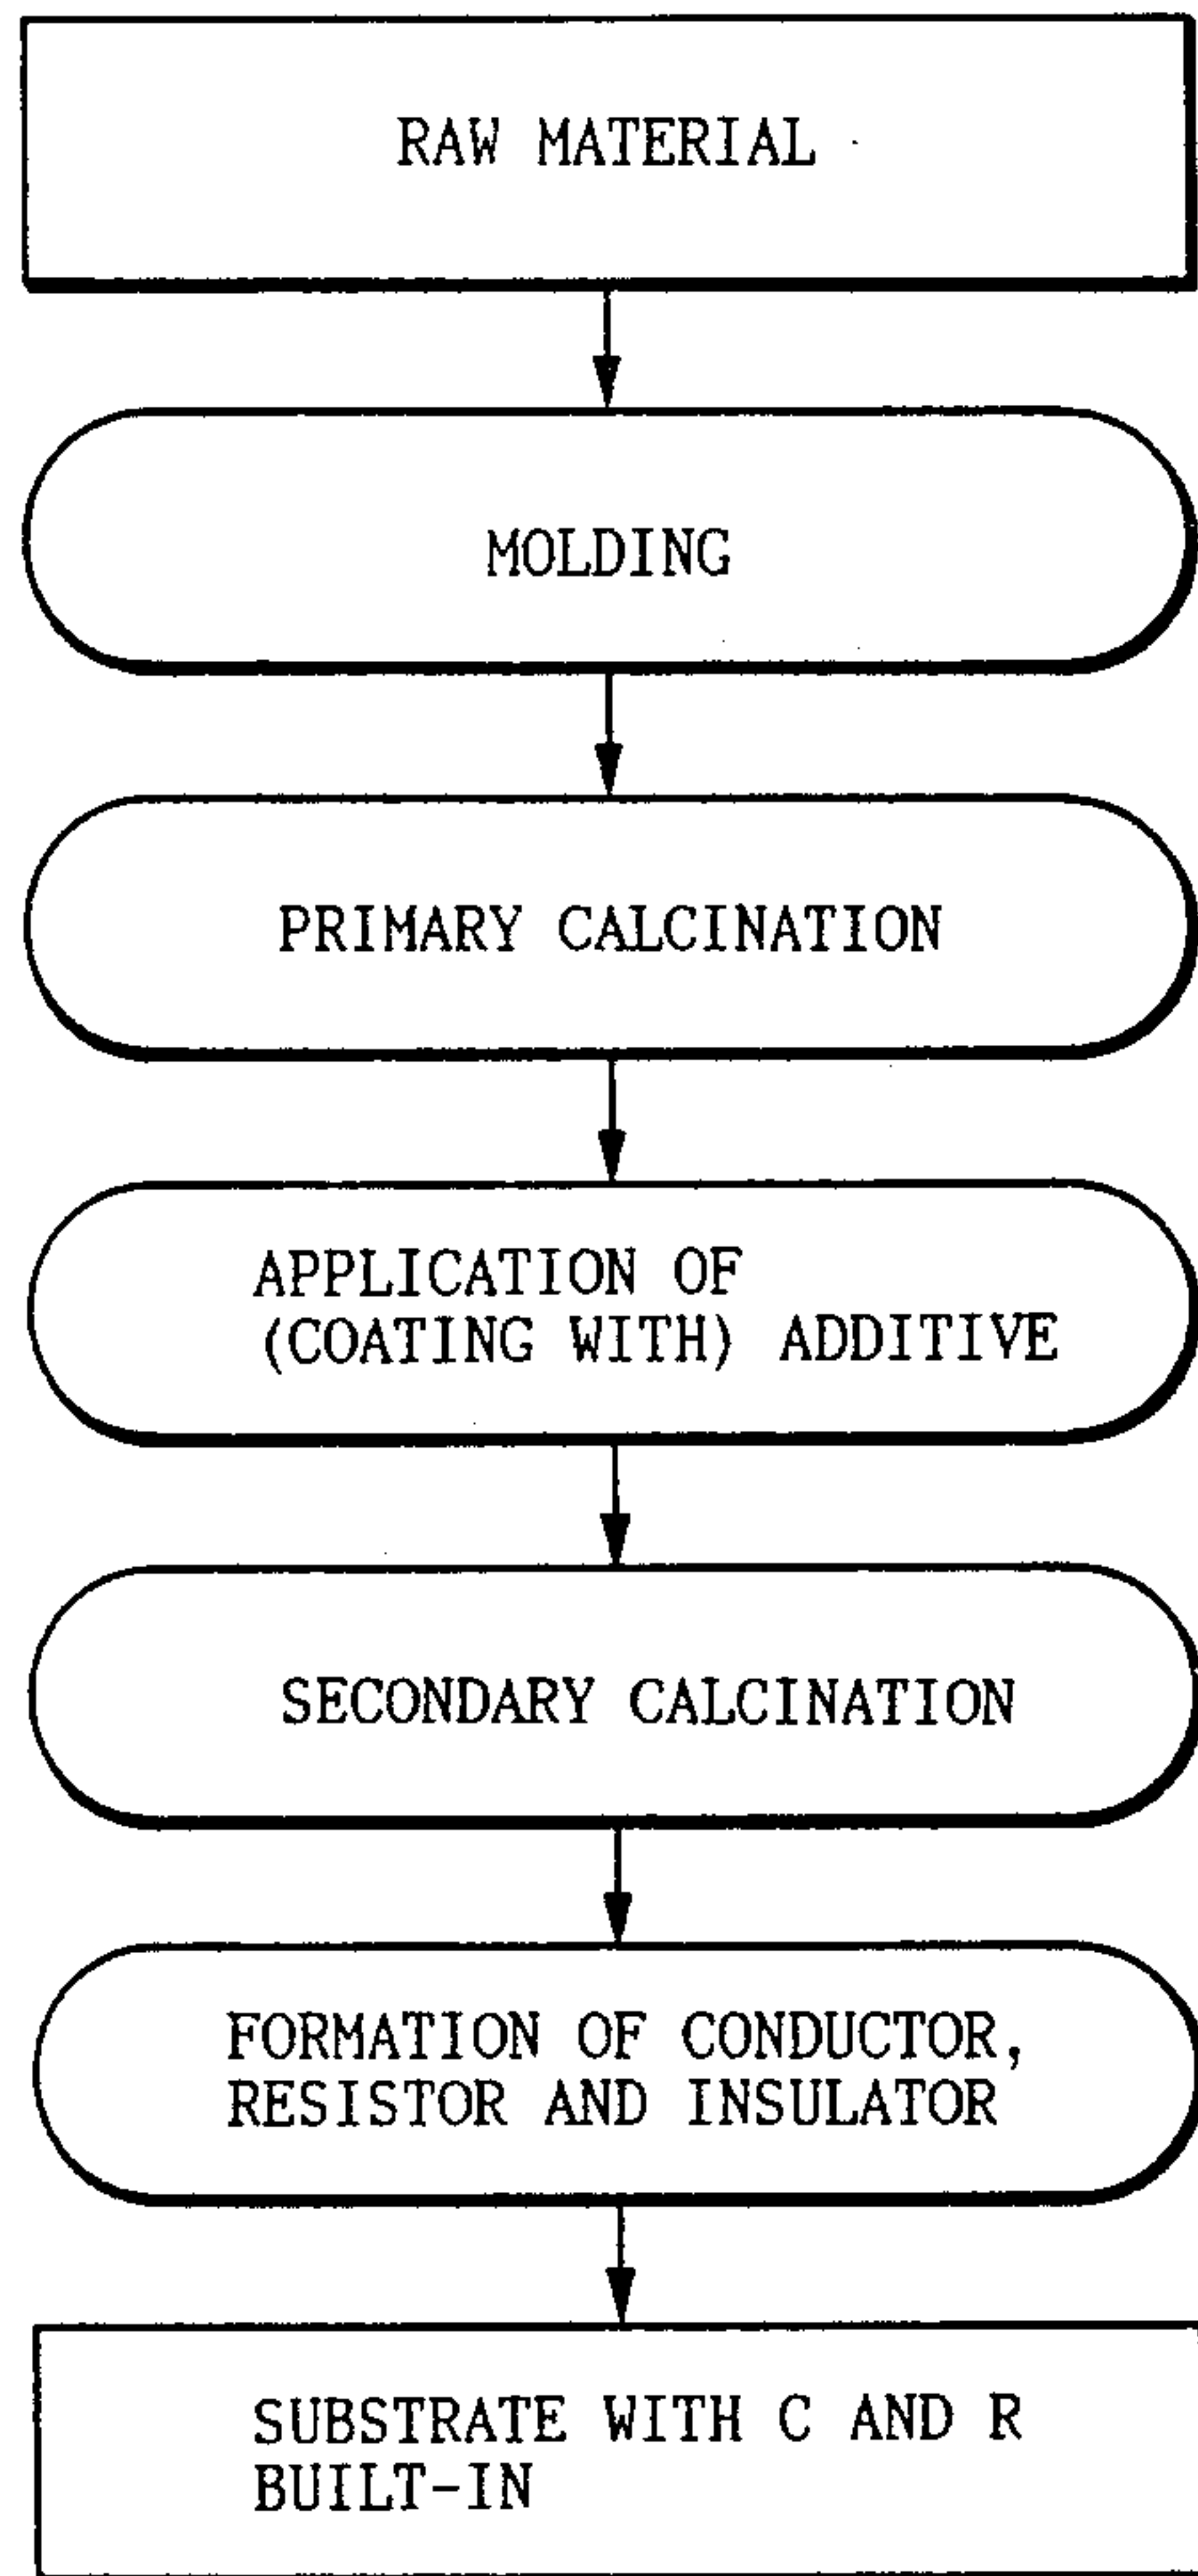 RAW MATERIAL
MOLDING
PRIMARY CALCINATION
APPLICATION OF
(COATING WITH) ADDITIVE
SECONDARY CALCINATION
FORMATION OF CONDUCTOR,
RESISTOR AND INSULATOR
SUBSTRATE WITH C AND R
BUILT-IN